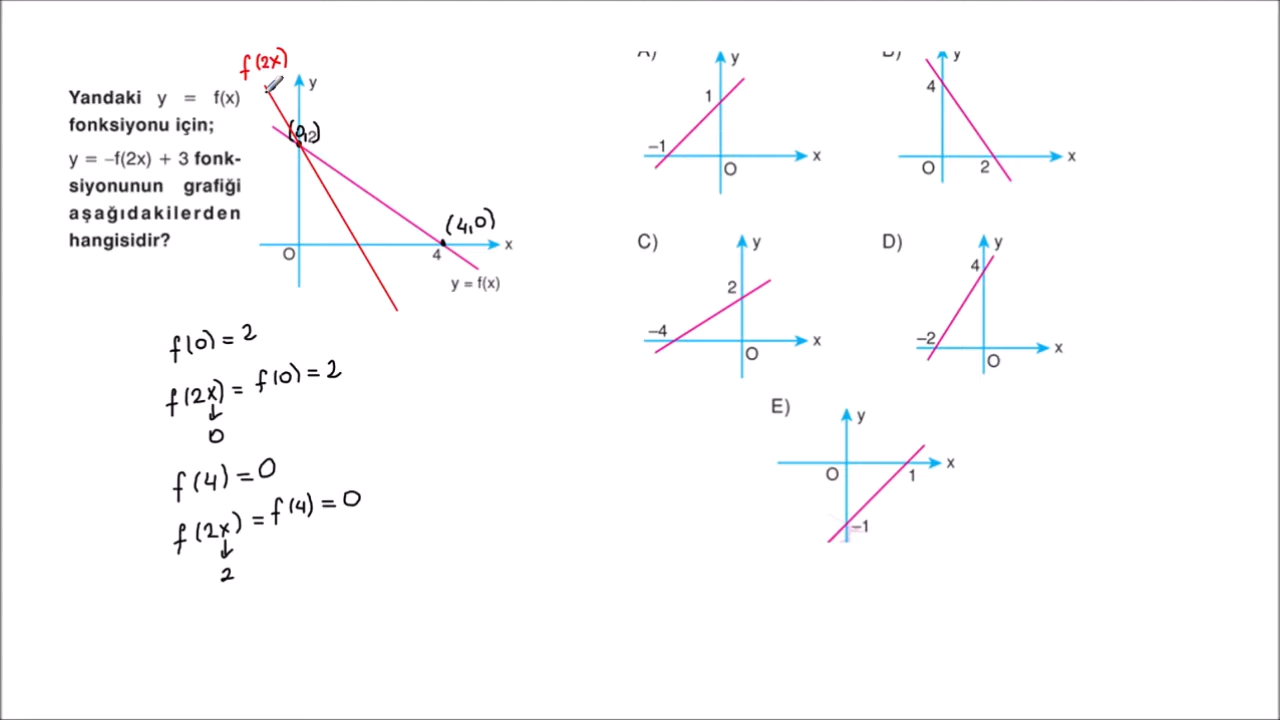 Yandaki y = f(x)
fonksiyonu için;
y = –f(2x) + 3 fonk-
siyonunun grafiği
aşağıdakilerden
hangisidir?
f(2x)
y
(0,2)
(4,0)
x
O
4
y = f(x)
f(0) = 2
f(2x) = f(0) = 2
↓
0
f(4) = 0
f(2x) = f(4) = 0
↓
2
A)
y
1
–1
x
O
B)
y
4
x
O
2
C)
y
2
–4
x
O
D)
y
4
–2
x
O
E)
y
x
O
1
–1